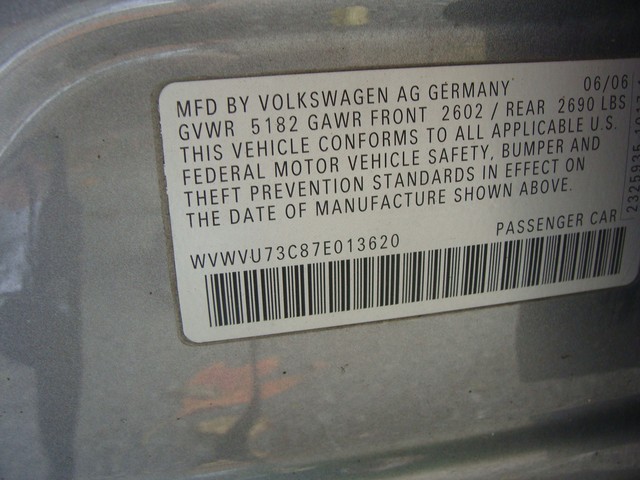 MFD BY VOLKSWAGEN AG GERMANY 06/06
GVWR 5182 GAWR FRONT 2602 / REAR 2690 LBS
THIS VEHICLE CONFORMS TO ALL APPLICABLE U.S.
FEDERAL MOTOR VEHICLE SAFETY, BUMPER AND
THEFT PREVENTION STANDARDS IN EFFECT ON
THE DATE OF MANUFACTURE SHOWN ABOVE.
WVWVU73C87E013620 PASSENGER CAR